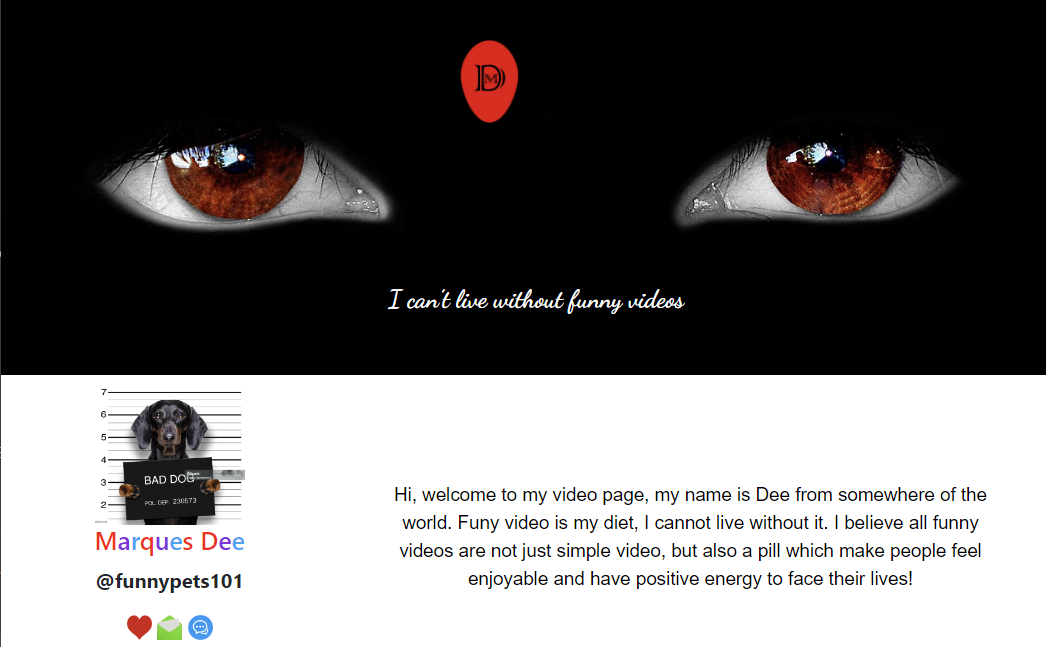 DM
I can't live without funny videos
7
6
5
4
3
2
BAD DOG
POL. DEP. 230573
Marques Dee
@funnypets101
Hi, welcome to my video page, my name is Dee from somewhere of the
world. Funy video is my diet, I cannot live without it. I believe all funny
videos are not just simple video, but also a pill which make people feel
enjoyable and have positive energy to face their lives!